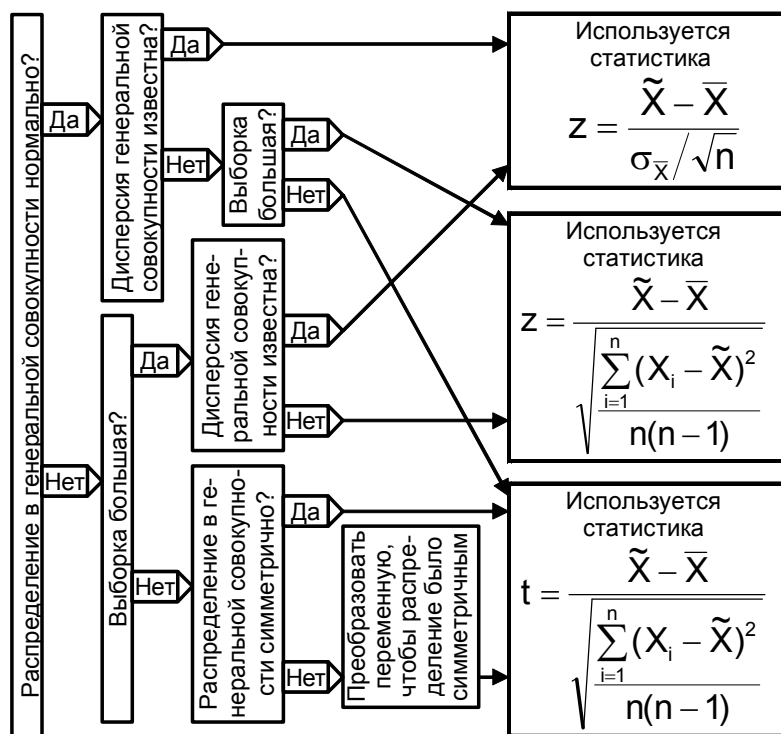 Распределение в генеральной совокупности нормально?
Да
Нет
Дисперсия генеральной
совокупности известна?
Да
Нет
Выборка
большая?
Да
Нет
Выборка большая?
Да
Нет
Дисперсия гене-
ральной совокуп-
ности известна?
Да
Нет
Распределение в ге-
неральной совокупно-
сти симметрично?
Да
Нет
Преобразовать
переменную,
чтобы распре-
деление было
симметричным
Используется
статистика
z = (X̃ − X̅) / (σ_X̅ / √n)
Используется
статистика
z = (X̃ − X̅) / √(∑_{i=1}^{n} (X_i − X̃)² / n(n − 1))
Используется
статистика
t = (X̃ − X̅) / √(∑_{i=1}^{n} (X_i − X̃)² / n(n − 1))